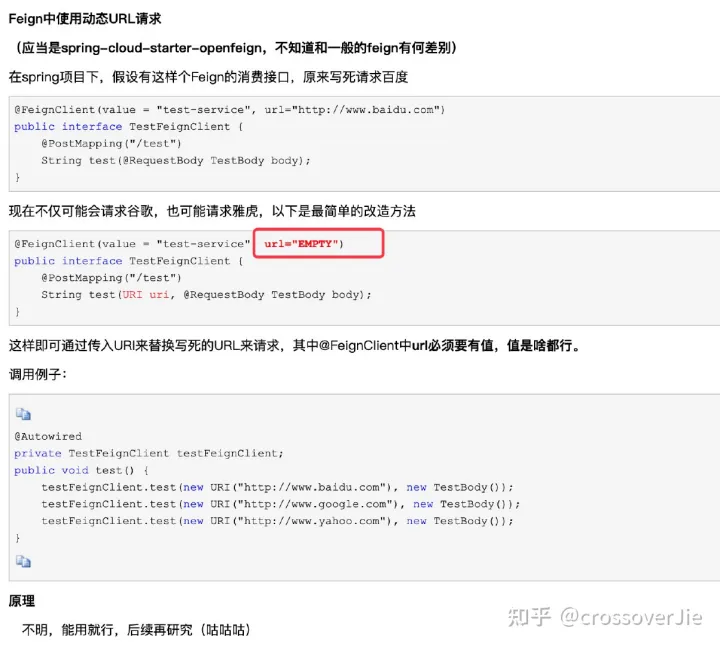 Feign中使用动态URL请求
（应当是spring-cloud-starter-openfeign，不知道和一般的feign有何差别）
在spring项目下，假设有这样个Feign的消费接口，原来写死请求百度
@FeignClient(value = "test-service", url="http://www.baidu.com")
public interface TestFeignClient {
    @PostMapping("/test")
    String test(@RequestBody TestBody body);
}
现在不仅可能会请求谷歌，也可能请求雅虎，以下是最简单的改造方法
@FeignClient(value = "test-service" url="EMPTY")
public interface TestFeignClient {
    @PostMapping("/test")
    String test(URI uri, @RequestBody TestBody body);
}
这样即可通过传入URI来替换写死的URL来请求，其中@FeignClient中url必须要有值，值是啥都行。
调用例子：
@Autowired
private TestFeignClient testFeignClient;
public void test() {
    testFeignClient.test(new URI("http://www.baidu.com"), new TestBody());
    testFeignClient.test(new URI("http://www.google.com"), new TestBody());
    testFeignClient.test(new URI("http://www.yahoo.com"), new TestBody());
}
原理
不明，能用就行，后续再研究（咕咕咕）
知乎 @crossoverJie